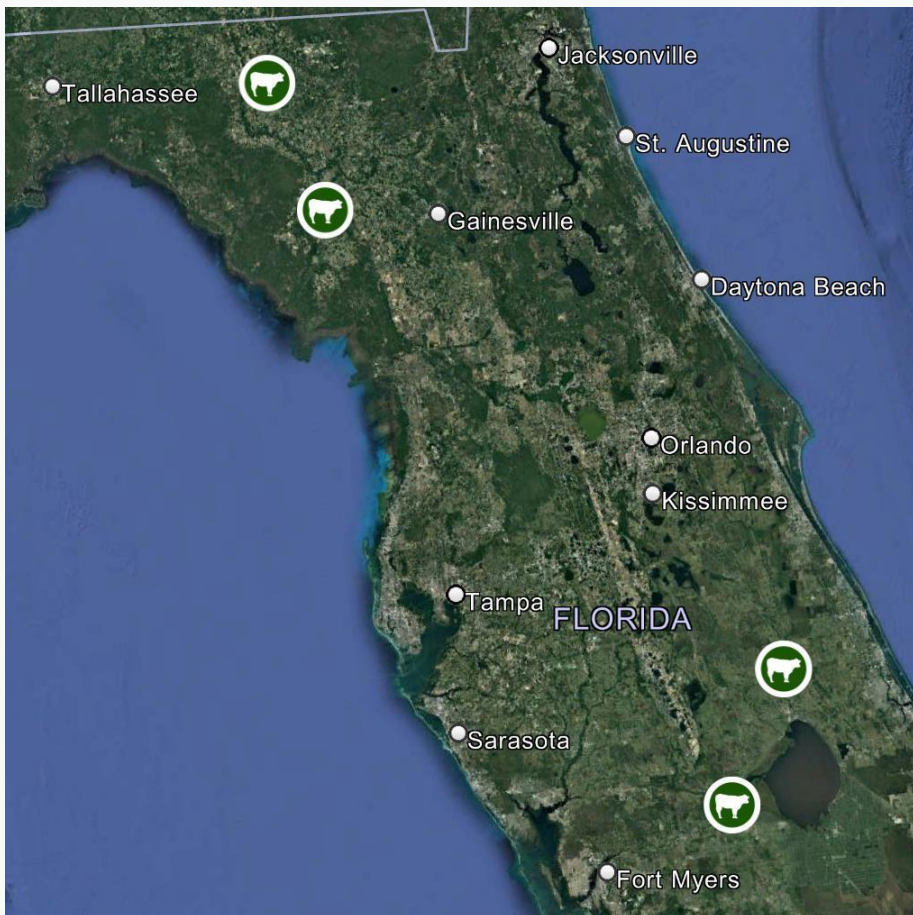 Jacksonville
Tallahassee
St. Augustine
Gainesville
Daytona Beach
Orlando
Kissimmee
Tampa
FLORIDA
Sarasota
Fort Myers